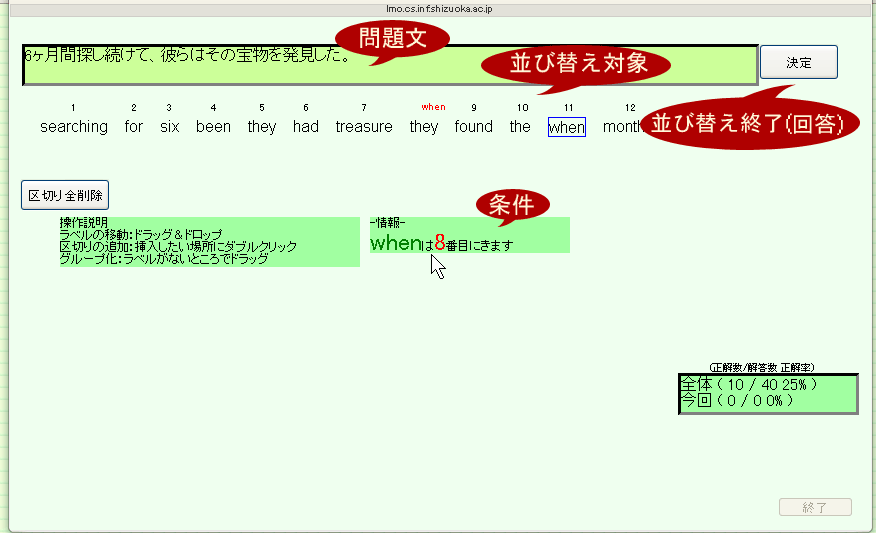 lmo.cs.inf.shizuoka.ac.jp
問題文
6ヶ月間探し続けて、彼らはその宝物を発見した。
並び替え対象
決定
1 2 3 4 5 6 7 when 9 10 11 12
searching for six been they had treasure they found the when month
並び替え終了(回答)
区切り全削除
条件
操作説明
ラベルの移動：ドラッグ＆ドロップ
区切りの追加：挿入したい場所にダブルクリック
グループ化：ラベルがないところでドラッグ
-情報-
whenは8番目にきます
(正解数/解答数 正解率)
全体 ( 10 / 40 25% )
今回 ( 0 / 0 0% )
終了